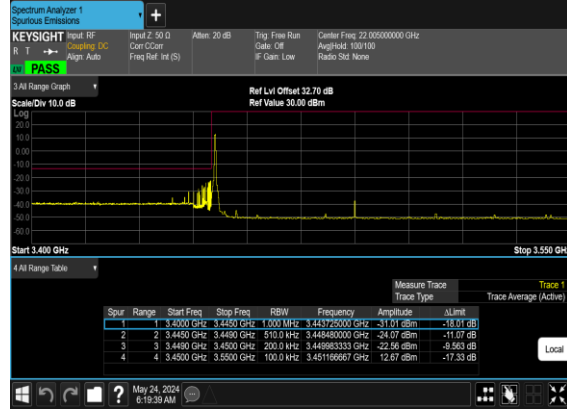 Spectrum Analyzer 1
Spurious Emissions
+
KEYSIGHT Input: RF Input Z: 50 Ω Atten: 20 dB Trig: Free Run Center Freq: 22.005000000 GHz
R T Coupling: DC Corr CCorr Gate: Off Avg|Hold: 100/100
Align: Auto Freq Ref: Int (S) IF Gain: Low Radio Std: None
PASS
3 All Range Graph
Ref Lvl Offset 32.70 dB
Scale/Div 10.0 dB Ref Value 30.00 dBm
Log
20.0
10.0
0.00
-10.0
-20.0
-30.0
-40.0
-50.0
-60.0
Start 3.400 GHz Stop 3.550 GH
4 All Range Table
Measure Trace Trace 1
Trace Type Trace Average (Active)
Spur Range Start Freq Stop Freq RBW Frequency Amplitude ΔLimit
1 1 3.4000 GHz 3.4450 GHz 1.000 MHz 3.443725000 GHz -31.01 dBm -18.01 dB
2 2 3.4450 GHz 3.4490 GHz 510.0 kHz 3.448480000 GHz -24.07 dBm -11.07 dB
3 3 3.4490 GHz 3.4500 GHz 200.0 kHz 3.449983333 GHz -22.56 dBm -9.563 dB
4 4 3.4500 GHz 3.5500 GHz 100.0 kHz 3.451166667 GHz 12.67 dBm -17.33 dB
Local
? May 24, 2024
6:19:39 AM